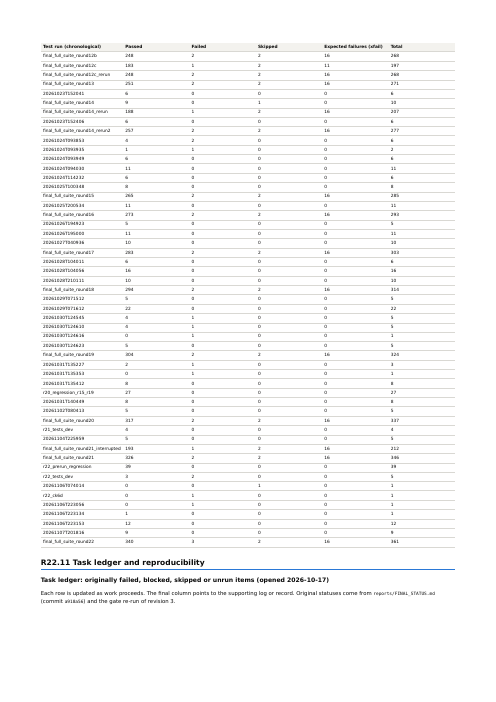 Test run (chronological) Passed Failed Skipped Expected failures (xfail) Total
final_full_suite_round12b 248 2 2 16 268
final_full_suite_round12c 183 1 2 11 197
final_full_suite_round12c_rerun 248 2 2 16 268
final_full_suite_round13 251 2 2 16 271
20261023T152041 6 0 0 0 6
final_full_suite_round14 9 0 1 0 10
final_full_suite_round14_rerun 188 1 2 16 207
20261023T152406 6 0 0 0 6
final_full_suite_round14_rerun2 257 2 2 16 277
20261024T093853 4 2 0 0 6
20261024T093935 1 1 0 0 2
20261024T093949 6 0 0 0 6
20261024T094030 11 0 0 0 11
20261024T114232 6 0 0 0 6
20261025T100348 8 0 0 0 8
final_full_suite_round15 265 2 2 16 285
20261025T200534 11 0 0 0 11
final_full_suite_round16 273 2 2 16 293
20261026T194923 5 0 0 0 5
20261026T195000 11 0 0 0 11
20261027T040936 10 0 0 0 10
final_full_suite_round17 283 2 2 16 303
20261028T104011 6 0 0 0 6
20261028T104056 16 0 0 0 16
20261028T210111 10 0 0 0 10
final_full_suite_round18 294 2 2 16 314
20261029T071512 5 0 0 0 5
20261029T071612 22 0 0 0 22
20261030T124545 4 1 0 0 5
20261030T124610 4 1 0 0 5
20261030T124616 0 1 0 0 1
20261030T124623 5 0 0 0 5
final_full_suite_round19 304 2 2 16 324
20261031T135227 2 1 0 0 3
20261031T135353 0 1 0 0 1
20261031T135412 8 0 0 0 8
r20_regression_r15_r19 27 0 0 0 27
20261031T140449 8 0 0 0 8
20261102T080413 5 0 0 0 5
final_full_suite_round20 317 2 2 16 337
r21_tests_dev 4 0 0 0 4
20261104T225959 5 0 0 0 5
final_full_suite_round21_interrupted 193 1 2 16 212
final_full_suite_round21 326 2 2 16 346
r22_prerun_regression 39 0 0 0 39
r22_tests_dev 3 2 0 0 5
20261106T074014 0 0 1 0 1
r22_ckbd 0 1 0 0 1
20261106T223056 0 1 0 0 1
20261106T223134 1 0 0 0 1
20261106T223153 12 0 0 0 12
20261107T201816 9 0 0 0 9
final_full_suite_round22 340 3 2 16 361
R22.11 Task ledger and reproducibility
Task ledger: originally failed, blocked, skipped or unrun items (opened 2026-10-17)
Each row is updated as work proceeds. The final column points to the supporting log or record. Original statuses come from reports/FINAL_STATUS.md
(commit a918a56) and the gate re-run of revision 3.